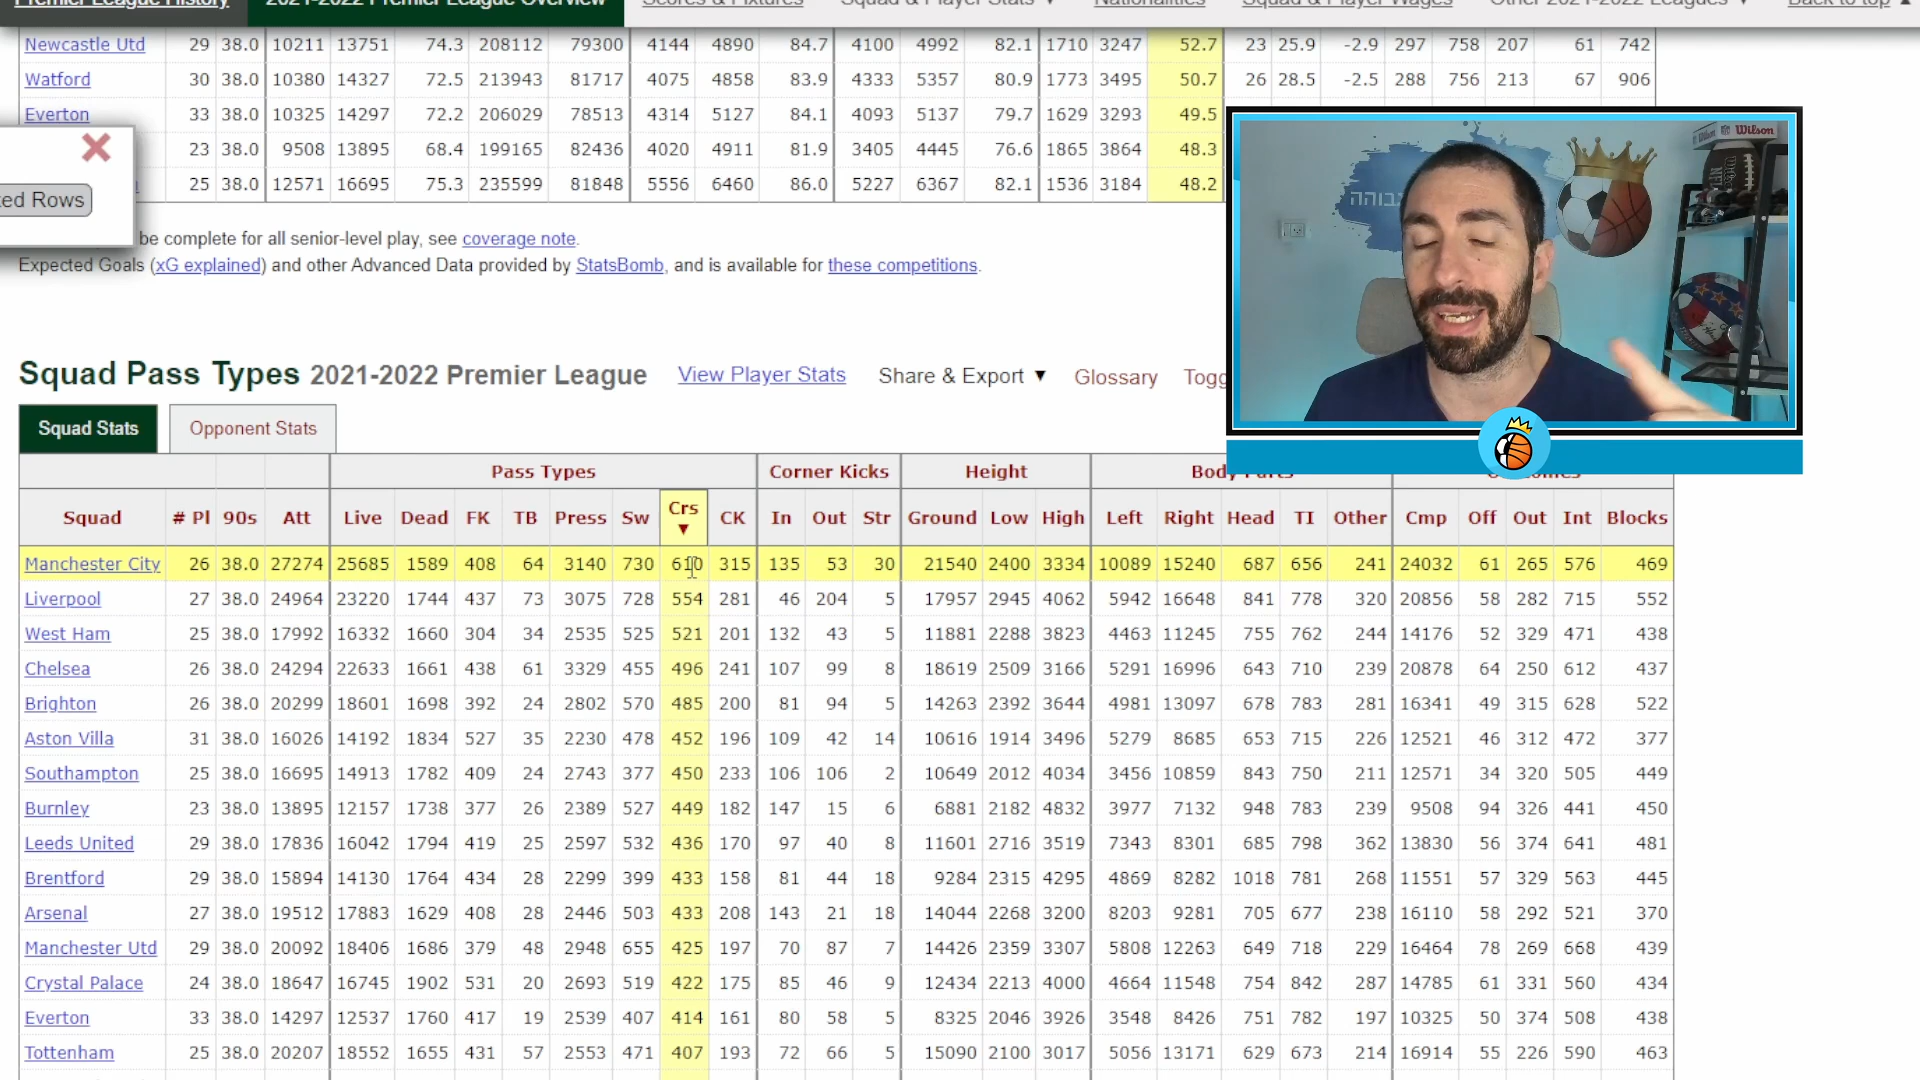 Premier League History 2021-2022 Premier League Overview Scores & Fixtures Squad & Player Stats ▼ Nationalities Squad & Player Wages Other 2021-2022 Leagues ▼ Back to top ▲
Newcastle Utd 29 38.0 10211 13751 74.3 208112 79300 4144 4890 84.7 4100 4992 82.1 1710 3247 52.7 23 25.9 -2.9 297 758 207 61 742
Watford 30 38.0 10380 14327 72.5 213943 81717 4075 4858 83.9 4333 5357 80.9 1773 3495 50.7 26 28.5 -2.5 288 756 213 67 906
Everton 33 38.0 10325 14297 72.2 206029 78513 4314 5127 84.1 4093 5137 79.7 1629 3293 49.5
23 38.0 9508 13895 68.4 199165 82436 4020 4911 81.9 3405 4445 76.6 1865 3864 48.3
25 38.0 12571 16695 75.3 235599 81848 5556 6460 86.0 5227 6367 82.1 1536 3184 48.2
ted Rows
be complete for all senior-level play, see coverage note.
Expected Goals (xG explained) and other Advanced Data provided by StatsBomb, and is available for these competitions.
Wilson
Squad Pass Types 2021-2022 Premier League View Player Stats Share & Export ▼ Glossary Togg
Squad Stats Opponent Stats
Pass Types Corner Kicks Height Body Parts Outcomes
Squad # Pl 90s Att Live Dead FK TB Press Sw Crs ▼ CK In Out Str Ground Low High Left Right Head TI Other Cmp Off Out Int Blocks
Manchester City 26 38.0 27274 25685 1589 408 64 3140 730 610 315 135 53 30 21540 2400 3334 10089 15240 687 656 241 24032 61 265 576 469
Liverpool 27 38.0 24964 23220 1744 437 73 3075 728 554 281 46 204 5 17957 2945 4062 5942 16648 841 778 320 20856 58 282 715 552
West Ham 25 38.0 17992 16332 1660 304 34 2535 525 521 201 132 43 5 11881 2288 3823 4463 11245 755 762 244 14176 52 329 471 438
Chelsea 26 38.0 24294 22633 1661 438 61 3329 455 496 241 107 99 8 18619 2509 3166 5291 16996 643 710 239 20878 64 250 612 437
Brighton 26 38.0 20299 18601 1698 392 24 2802 570 485 200 81 94 5 14263 2392 3644 4981 13097 678 783 281 16341 49 315 628 522
Aston Villa 31 38.0 16026 14192 1834 527 35 2230 478 452 196 109 42 14 10616 1914 3496 5279 8685 653 715 226 12521 46 312 472 377
Southampton 25 38.0 16695 14913 1782 409 24 2743 377 450 233 106 106 2 10649 2012 4034 3456 10859 843 750 211 12571 34 320 505 449
Burnley 23 38.0 13895 12157 1738 377 26 2389 527 449 182 147 15 6 6881 2182 4832 3977 7132 948 783 239 9508 94 326 441 450
Leeds United 29 38.0 17836 16042 1794 419 25 2597 532 436 170 97 40 8 11601 2716 3519 7343 8301 685 798 362 13830 56 374 641 481
Brentford 29 38.0 15894 14130 1764 434 28 2299 399 433 158 81 44 18 9284 2315 4295 4869 8282 1018 781 268 11551 57 329 563 445
Arsenal 27 38.0 19512 17883 1629 408 28 2446 503 433 208 143 21 18 14044 2268 3200 8203 9281 705 677 238 16110 58 292 521 370
Manchester Utd 29 38.0 20092 18406 1686 379 48 2948 655 425 197 70 87 7 14426 2359 3307 5808 12263 649 718 229 16464 78 269 668 439
Crystal Palace 24 38.0 18647 16745 1902 531 20 2693 519 422 175 85 46 9 12434 2213 4000 4664 11548 754 842 287 14785 61 331 560 434
Everton 33 38.0 14297 12537 1760 417 19 2539 407 414 161 80 58 5 8325 2046 3926 3548 8426 751 782 197 10325 50 374 508 438
Tottenham 25 38.0 20207 18552 1655 431 57 2553 471 407 193 72 66 5 15090 2100 3017 5056 13171 629 673 214 16914 55 226 590 463